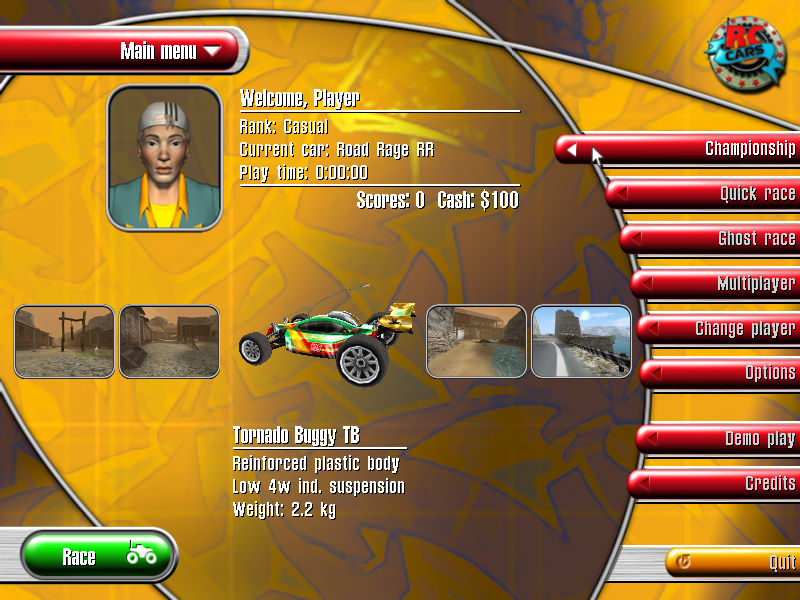 Main menu
RC
CARS
Welcome, Player
Rank: Casual
Current car: Road Rage RR
Play time: 0:00:00
Scores: 0 Cash: $100
Championship
Quick race
Ghost race
Multiplayer
Change player
Options
Demo play
Credits
Tornado Buggy TB
Reinforced plastic body
Low 4w ind. suspension
Weight: 2.2 kg
Race
Quit